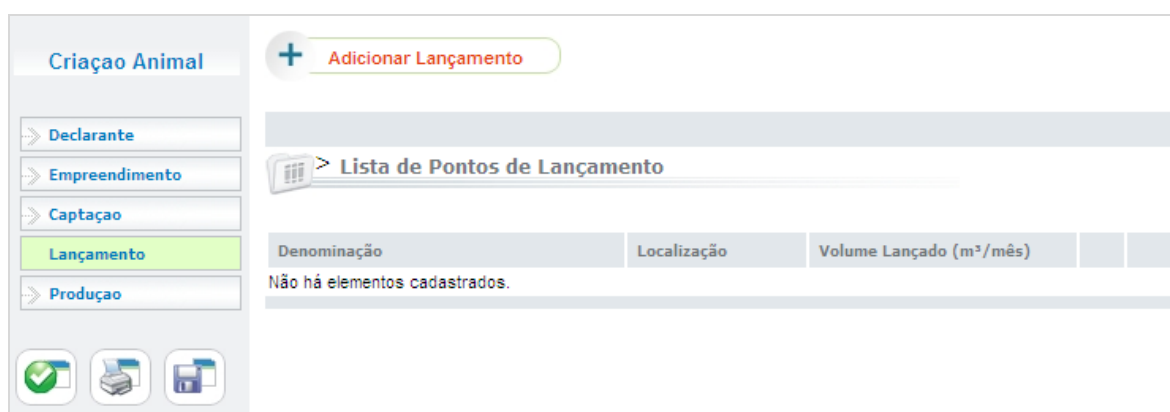 Criaçao Animal
Declarante
Empreendimento
Captaçao
Lançamento
Produçao
+ Adicionar Lançamento
> Lista de Pontos de Lançamento
Denominação Localização Volume Lançado (m³/mês)
Não há elementos cadastrados.